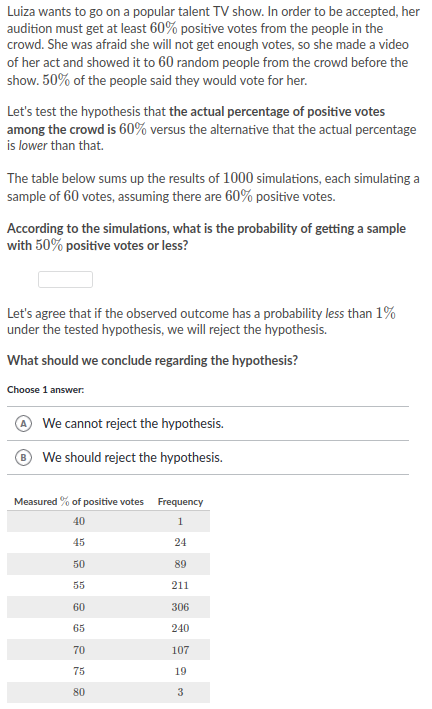 Luiza wants to go on a popular talent TV show. In order to be accepted, her
audition must get at least 60% positive votes from the people in the
crowd. She was afraid she will not get enough votes, so she made a video
of her act and showed it to 60 random people from the crowd before the
show. 50% of the people said they would vote for her.
Let's test the hypothesis that the actual percentage of positive votes
among the crowd is 60% versus the alternative that the actual percentage
is lower than that.
The table below sums up the results of 1000 simulations, each simulating a
sample of 60 votes, assuming there are 60% positive votes.
According to the simulations, what is the probability of getting a sample
with 50% positive votes or less?
Let's agree that if the observed outcome has a probability less than 1%
under the tested hypothesis, we will reject the hypothesis.
What should we conclude regarding the hypothesis?
Choose 1 answer:
A We cannot reject the hypothesis.
B We should reject the hypothesis.
Measured % of positive votes Frequency
40 1
45 24
50 89
55 211
60 306
65 240
70 107
75 19
80 3